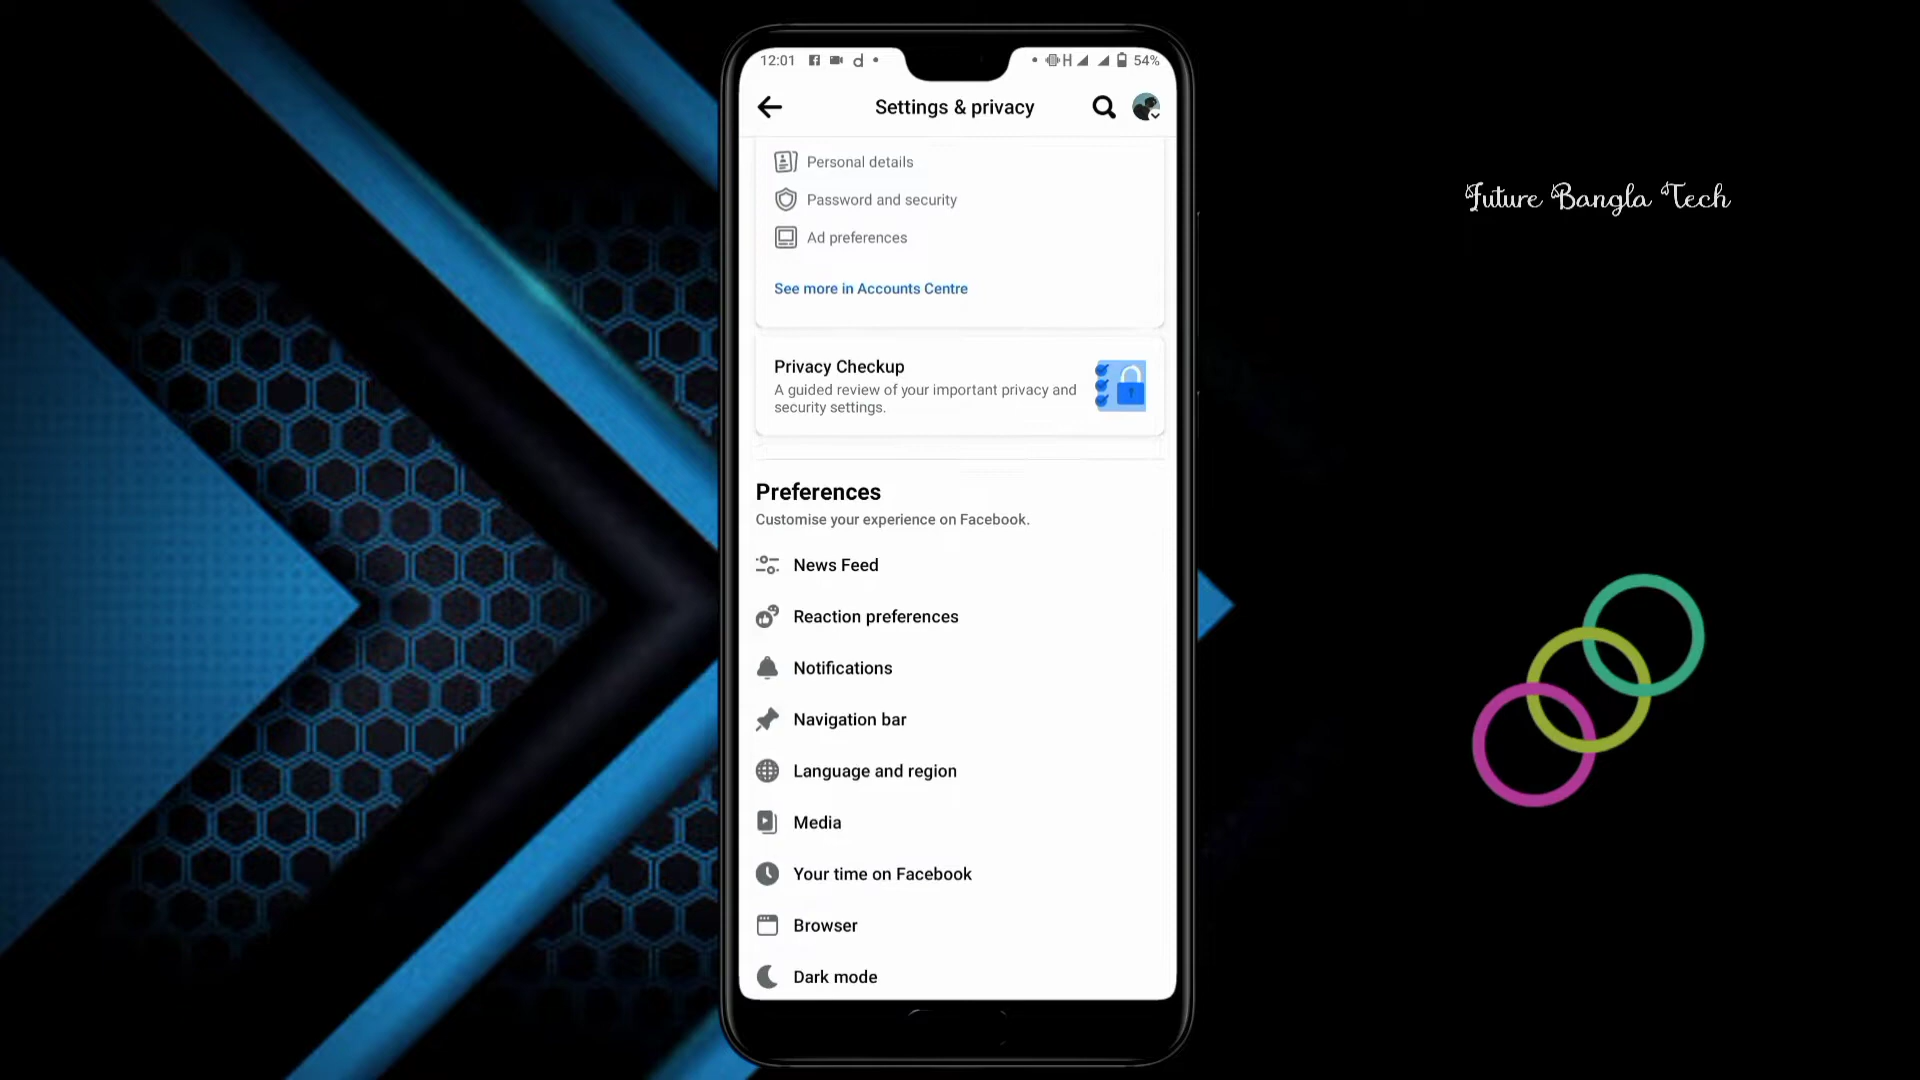 12:01
H
54%
Settings & privacy
Personal details
Password and security
Ad preferences
See more in Accounts Centre
Privacy Checkup
A guided review of your important privacy and
security settings.
Preferences
Customise your experience on Facebook.
News Feed
Reaction preferences
Notifications
Navigation bar
Language and region
Media
Your time on Facebook
Browser
Dark mode
Future Bangla Tech